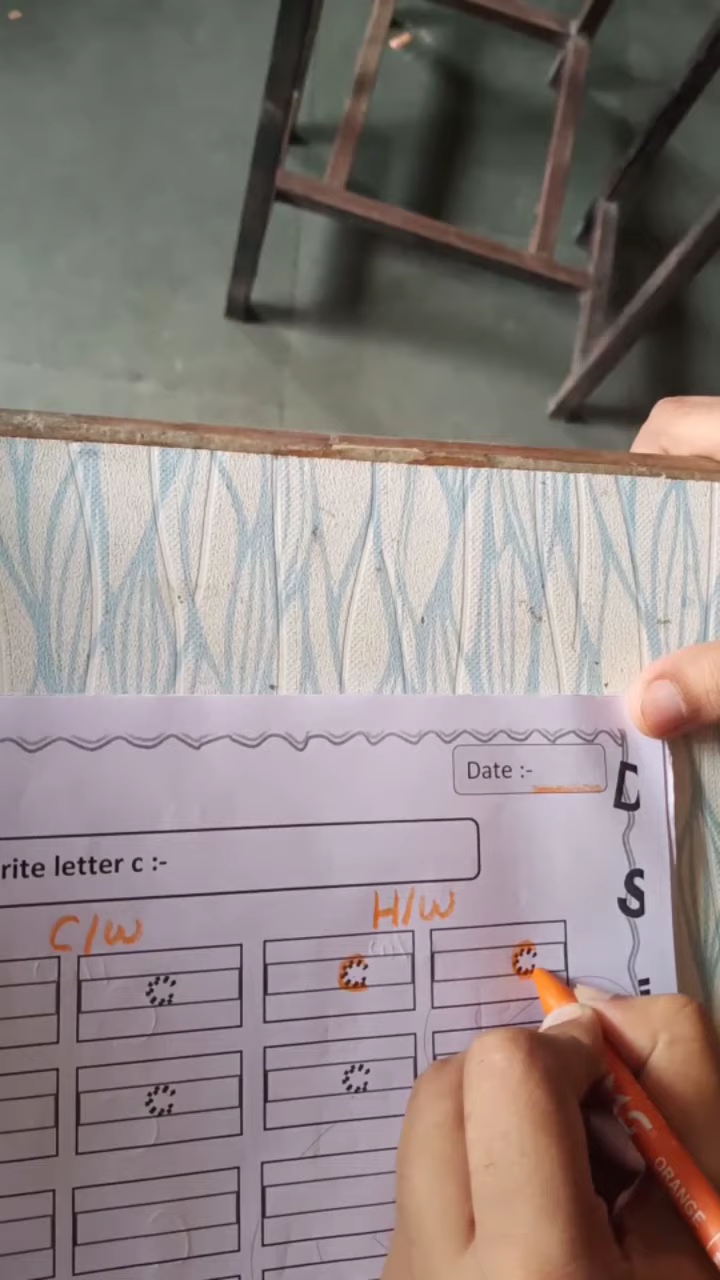 Date :-
D
rite letter c :-
S
C/W H/W
c c c
c c
ORANGE